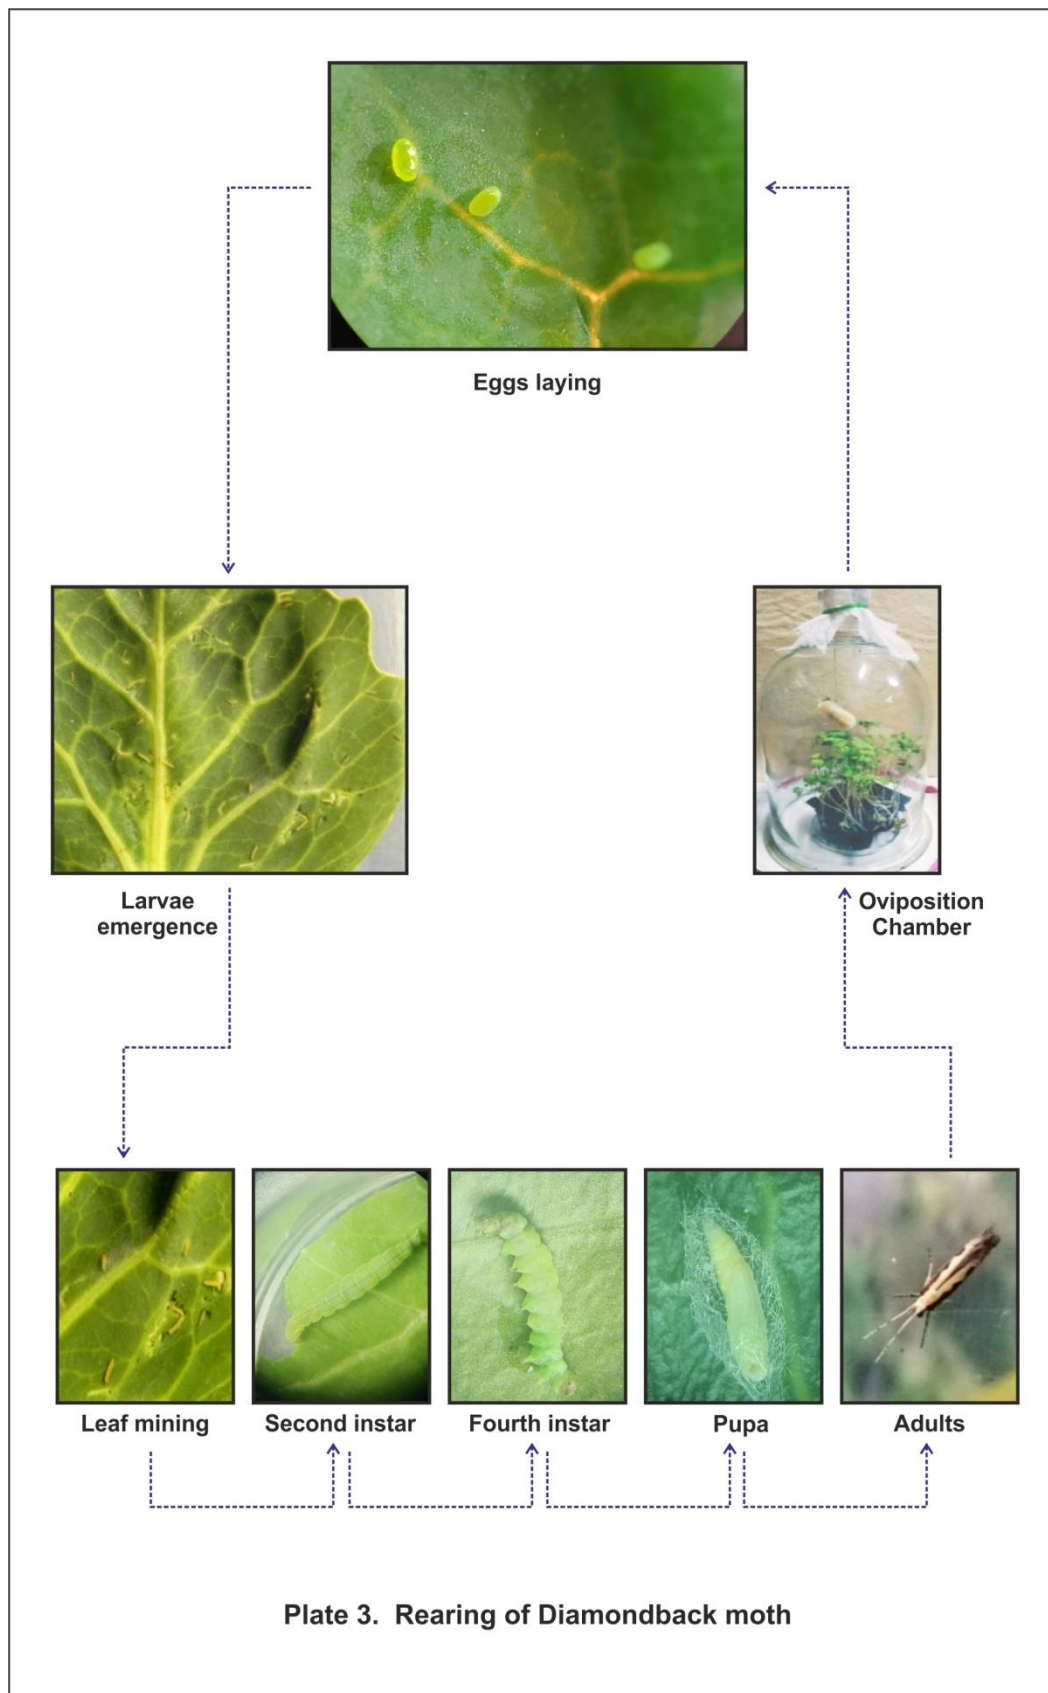 Eggs laying
Larvae
emergence
Oviposition
Chamber
Leaf mining
Second instar
Fourth instar
Pupa
Adults
Plate 3. Rearing of Diamondback moth